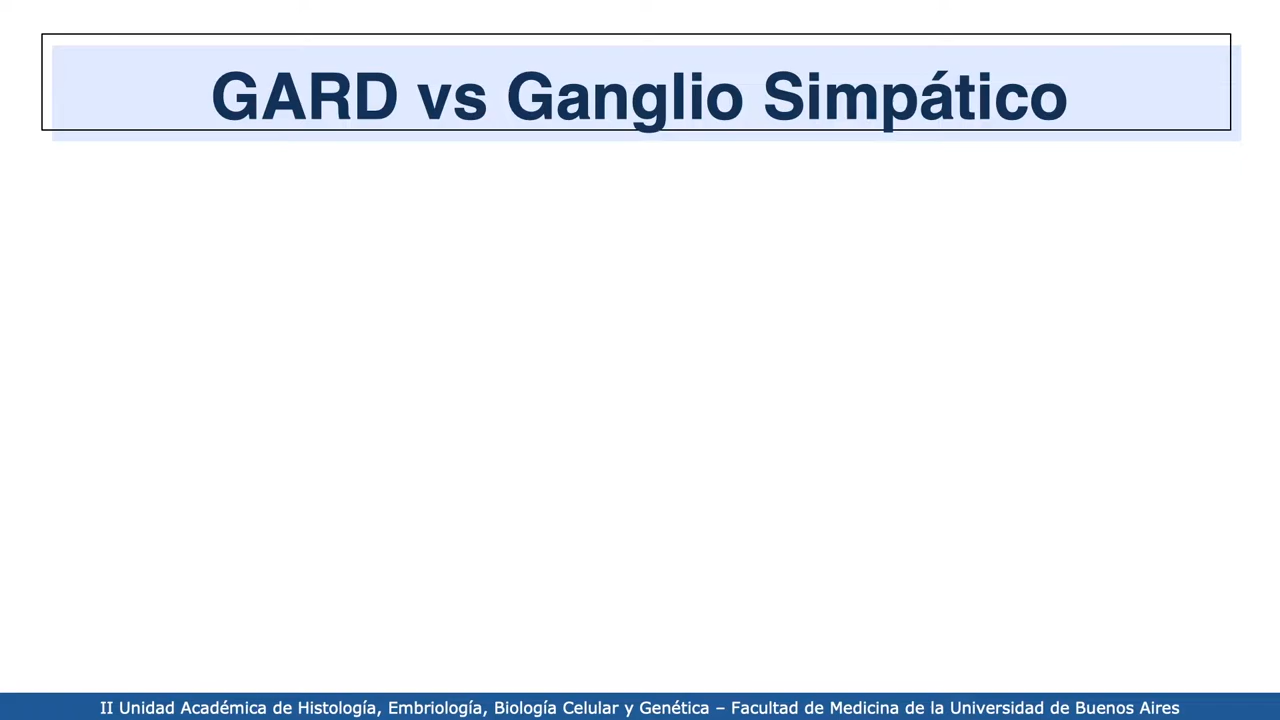 GARD vs Ganglio Simpático
II Unidad Académica de Histología, Embriología, Biología Celular y Genética – Facultad de Medicina de la Universidad de Buenos Aires